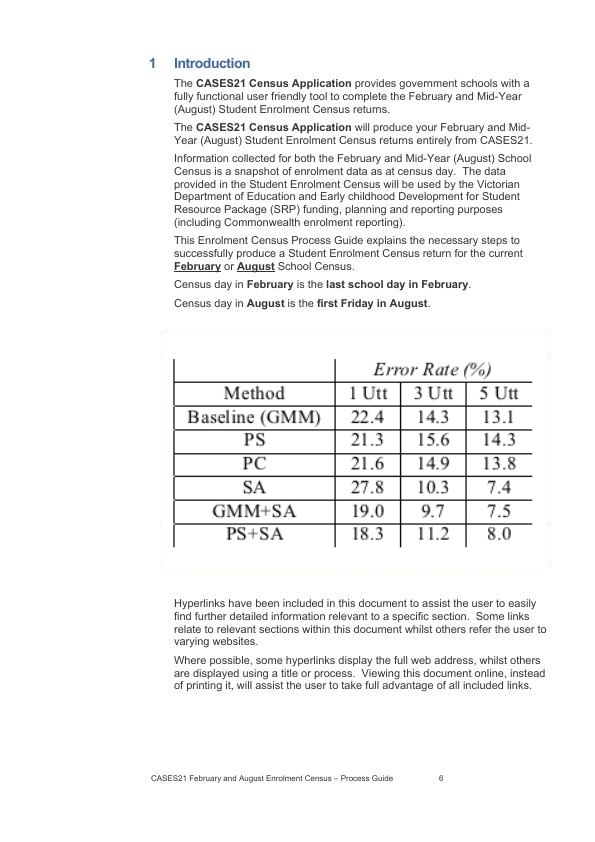 1 Introduction
The CASES21 Census Application provides government schools with a
fully functional user friendly tool to complete the February and Mid-Year
(August) Student Enrolment Census returns.
The CASES21 Census Application will produce your February and Mid-
Year (August) Student Enrolment Census returns entirely from CASES21.
Information collected for both the February and Mid-Year (August) School
Census is a snapshot of enrolment data as at census day.  The data
provided in the Student Enrolment Census will be used by the Victorian
Department of Education and Early childhood Development for Student
Resource Package (SRP) funding, planning and reporting purposes
(including Commonwealth enrolment reporting).
This Enrolment Census Process Guide explains the necessary steps to
successfully produce a Student Enrolment Census return for the current
February or August School Census.
Census day in February is the last school day in February.
Census day in August is the first Friday in August.
Error Rate (%)
Method 1 Utt 3 Utt 5 Utt
Baseline (GMM) 22.4 14.3 13.1
PS 21.3 15.6 14.3
PC 21.6 14.9 13.8
SA 27.8 10.3 7.4
GMM+SA 19.0 9.7 7.5
PS+SA 18.3 11.2 8.0
Hyperlinks have been included in this document to assist the user to easily
find further detailed information relevant to a specific section.  Some links
relate to relevant sections within this document whilst others refer the user to
varying websites.
Where possible, some hyperlinks display the full web address, whilst others
are displayed using a title or process.  Viewing this document online, instead
of printing it, will assist the user to take full advantage of all included links.
CASES21 February and August Enrolment Census – Process Guide 6